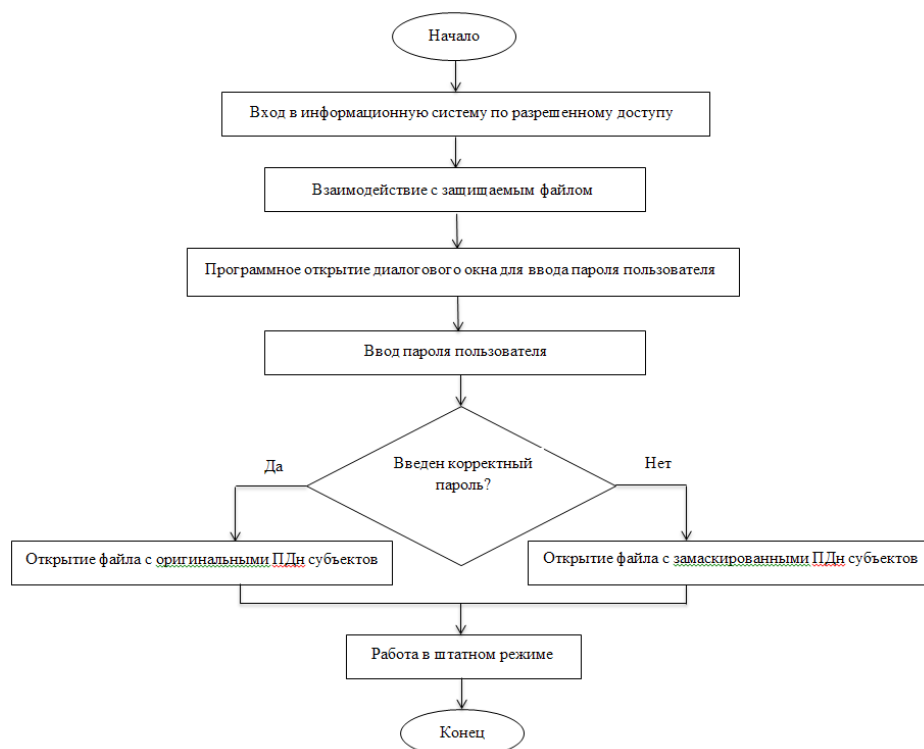 Начало
Вход в информационную систему по разрешенному доступу
Взаимодействие с защищаемым файлом
Программное открытие диалогового окна для ввода пароля пользователя
Ввод пароля пользователя
Введен корректный
пароль?
Да
Нет
Открытие файла с оригинальными ПДн субъектов
Открытие файла с замаскированными ПДн субъектов
Работа в штатном режиме
Конец